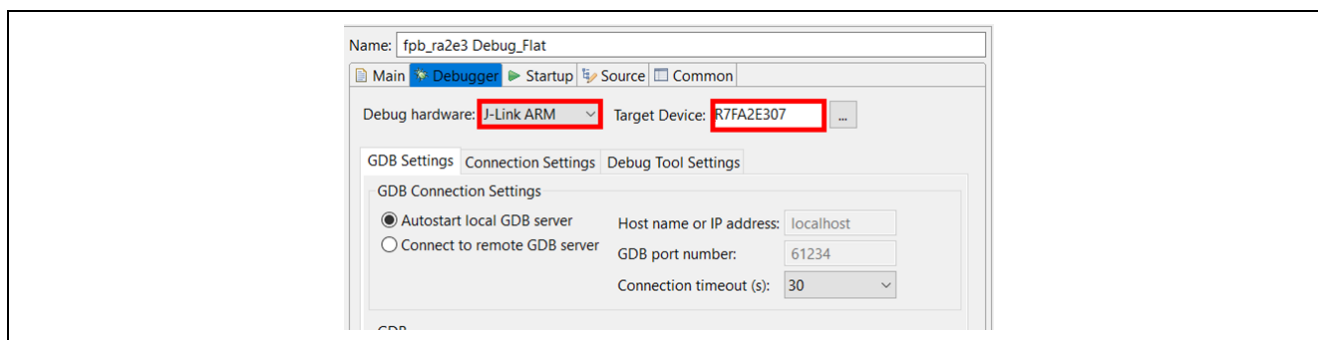 Name: fpb_ra2e3 Debug_Flat
Main Debugger Startup Source Common
Debug hardware: J-Link ARM Target Device: R7FA2E307 ...
GDB Settings Connection Settings Debug Tool Settings
GDB Connection Settings
Autostart local GDB server Host name or IP address: localhost
Connect to remote GDB server GDB port number: 61234
Connection timeout (s): 30
GDB